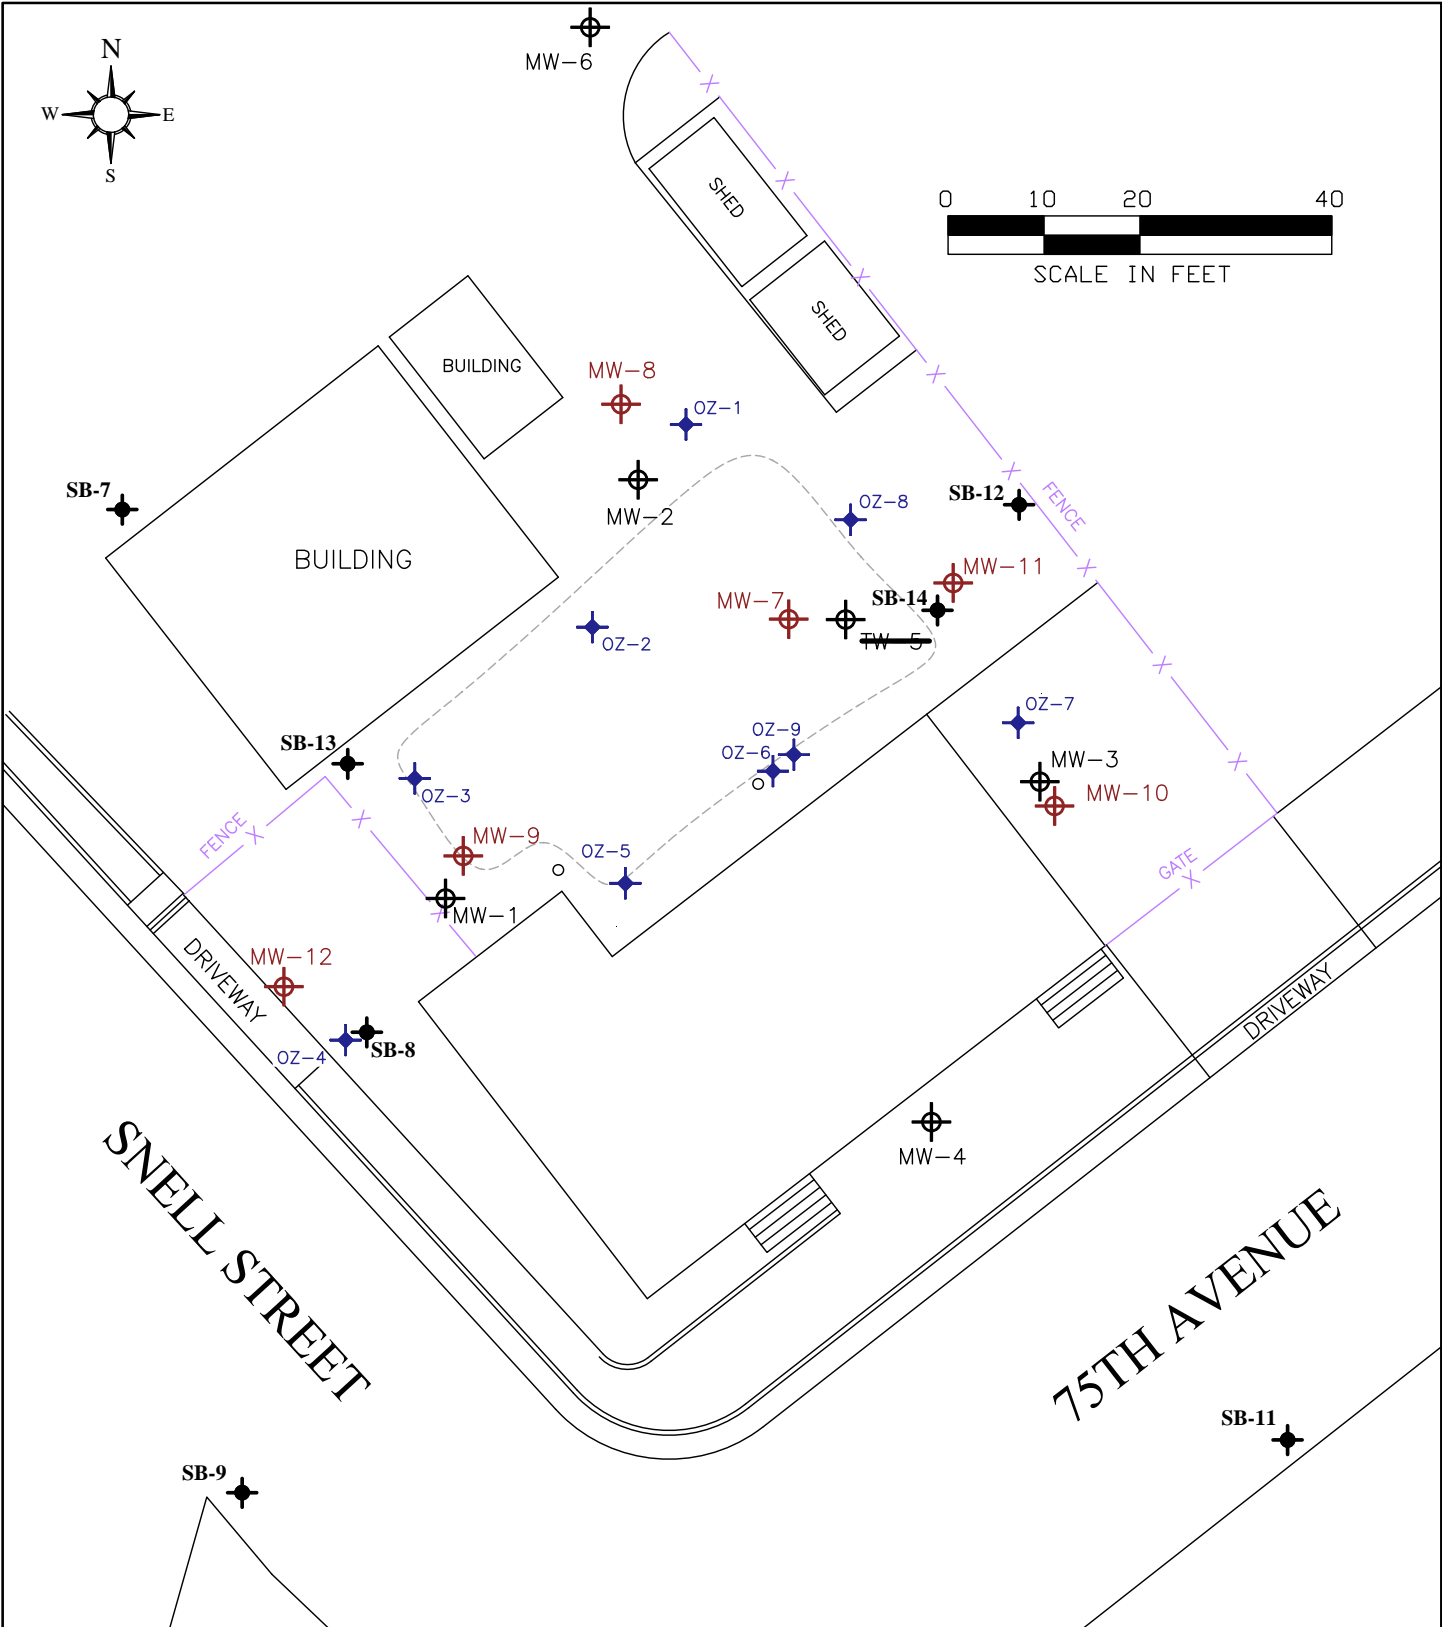 MW-6
N
W E
S
SHED
0 10 20 40
SCALE IN FEET
SHED
BUILDING
MW-8
OZ-1
SB-7
MW-2
OZ-8
SB-12
FENCE
BUILDING
MW-11
MW-7
SB-14
TW-5
OZ-2
OZ-7
OZ-9
SB-13
OZ-6
MW-3
OZ-3
MW-10
FENCE
MW-9
OZ-5
GATE
MW-1
MW-12
DRIVEWAY
DRIVEWAY
OZ-4
SB-8
MW-4
SNELL STREET
75TH AVENUE
SB-11
SB-9